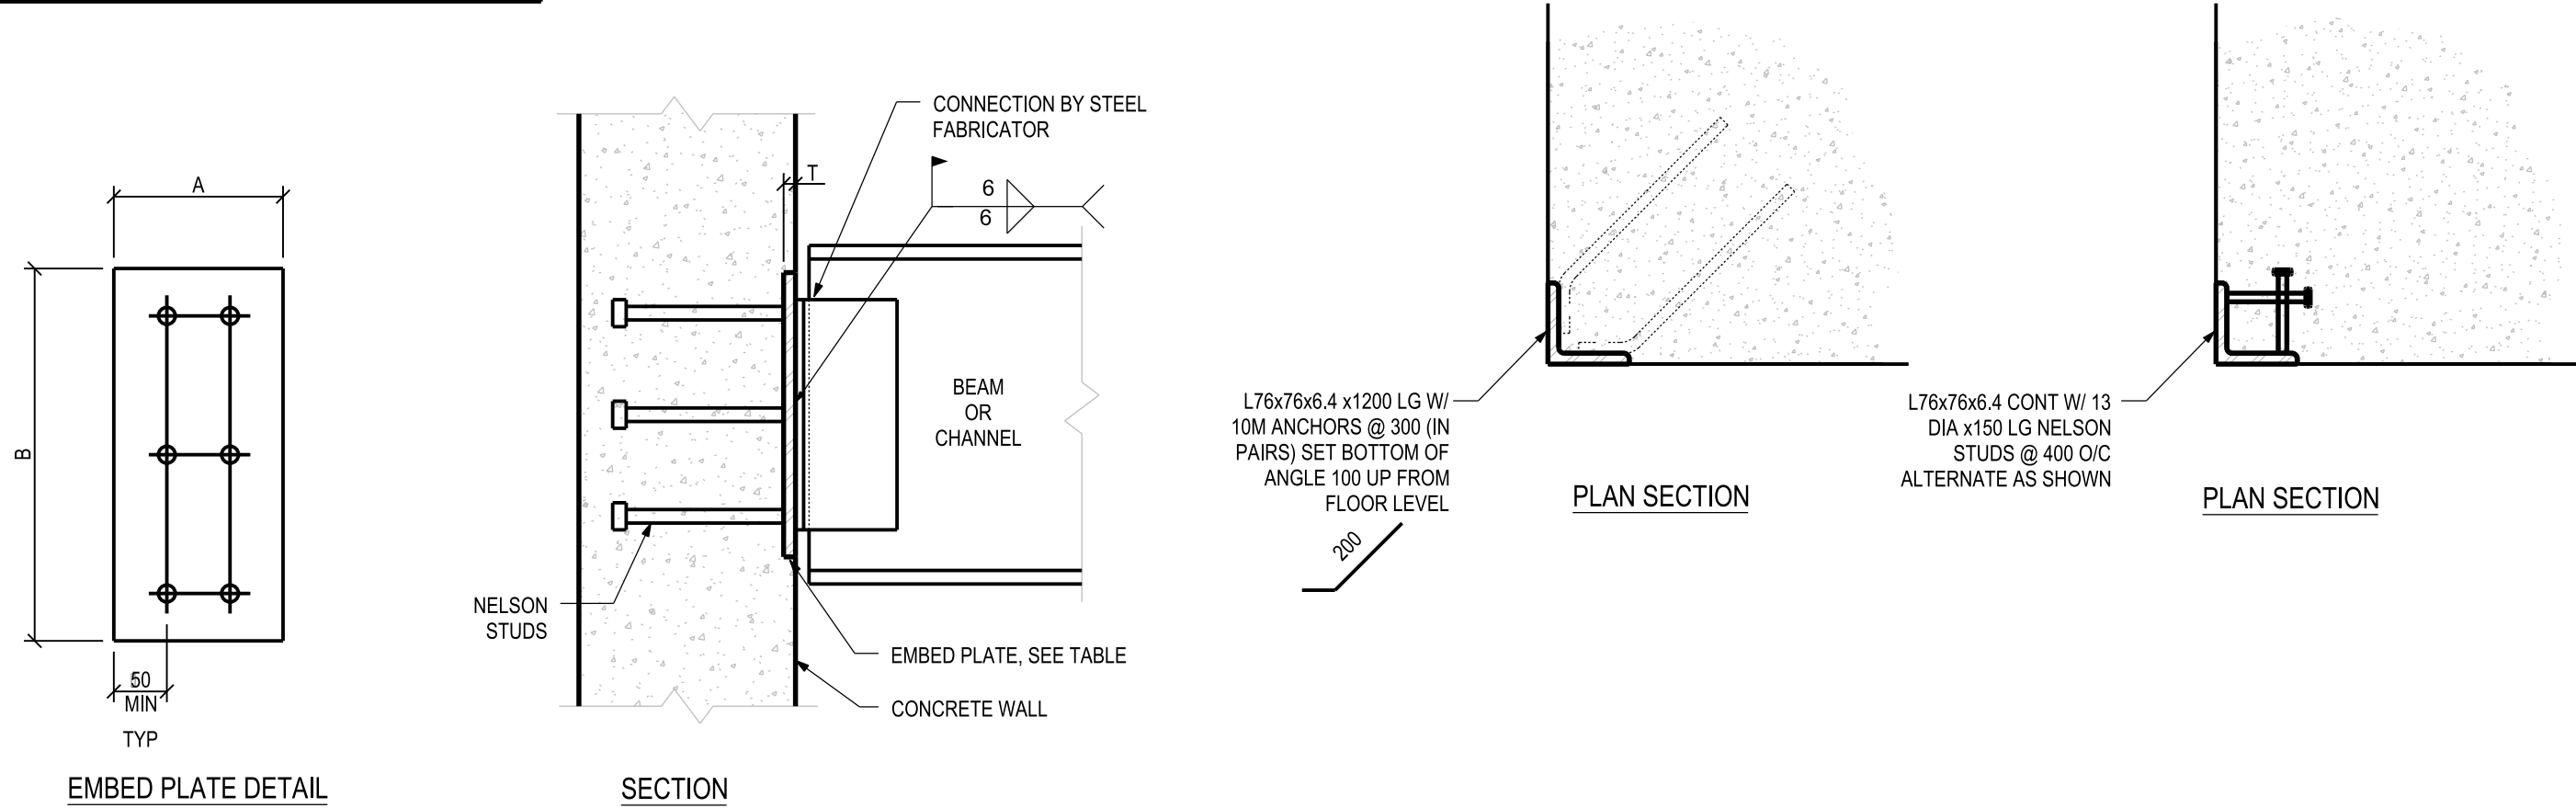 A
B
50
MIN
TYP
EMBED PLATE DETAIL
CONNECTION BY STEEL
FABRICATOR
T
6
6
BEAM
OR
CHANNEL
NELSON
STUDS
EMBED PLATE, SEE TABLE
CONCRETE WALL
SECTION
L76x76x6.4 x1200 LG W/
10M ANCHORS @ 300 (IN
PAIRS) SET BOTTOM OF
ANGLE 100 UP FROM
FLOOR LEVEL
200
PLAN SECTION
L76x76x6.4 CONT W/ 13
DIA x150 LG NELSON
STUDS @ 400 O/C
ALTERNATE AS SHOWN
PLAN SECTION